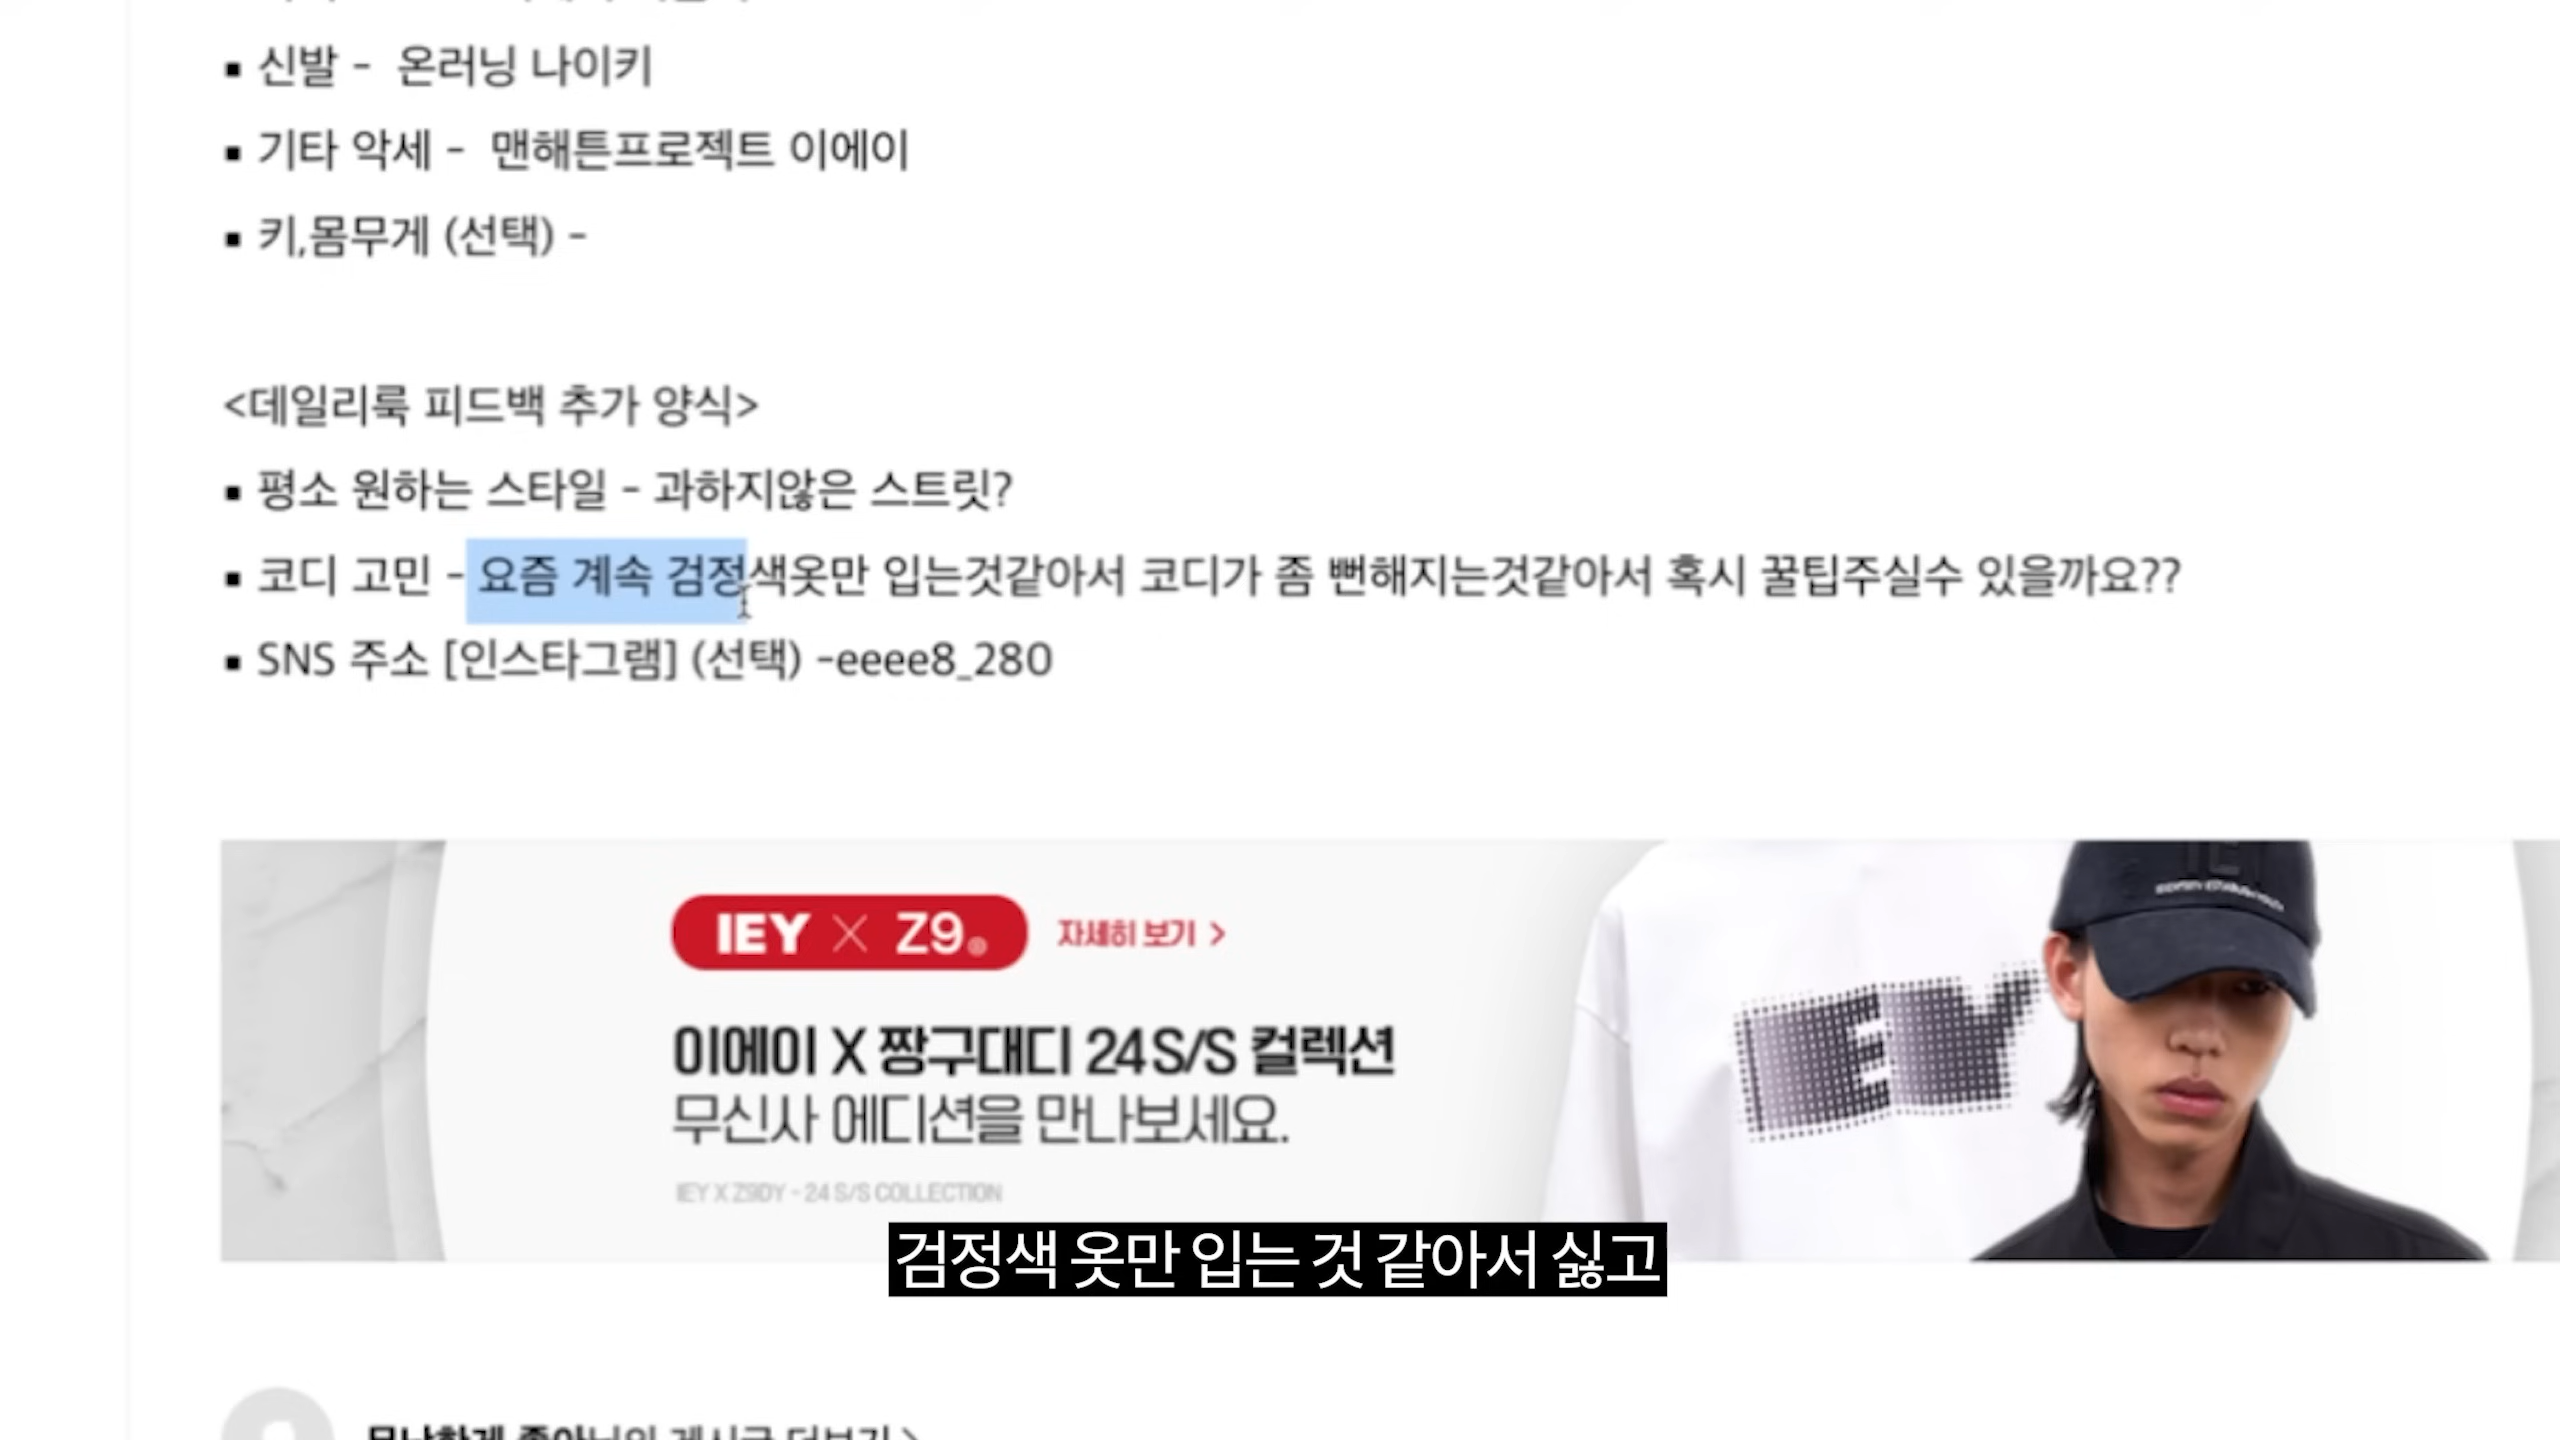 ▪ 신발 - 온러닝 나이키
▪ 기타 악세 - 맨해튼프로젝트 이에이
▪ 키,몸무게 (선택) -
<데일리룩 피드백 추가 양식>
▪ 평소 원하는 스타일 - 과하지않은 스트릿?
▪ 코디 고민 - 요즘 계속 검정색옷만 입는것같아서 코디가 좀 뻔해지는것같아서 혹시 꿀팁주실수 있을까요??
▪ SNS 주소 [인스타그램] (선택) -eeee8_280
IEY X Z9 자세히 보기 >
이에이 X 짱구대디 24 S/S 컬렉션
무신사 에디션을 만나보세요.
IEY X Z9DY - 24 S/S COLLECTION
IEY
검정색 옷만 입는 것 같아서 싫고